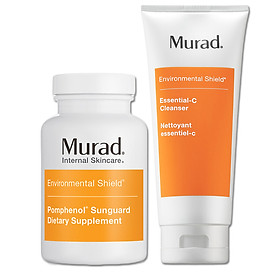 Murad.
Internal Skincare®
Environmental Shield®
Pomphenol® Sunguard
Dietary Supplement
Murad.
Environmental Shield®
Essential-C
Cleanser
Nettoyant
essentiel-c